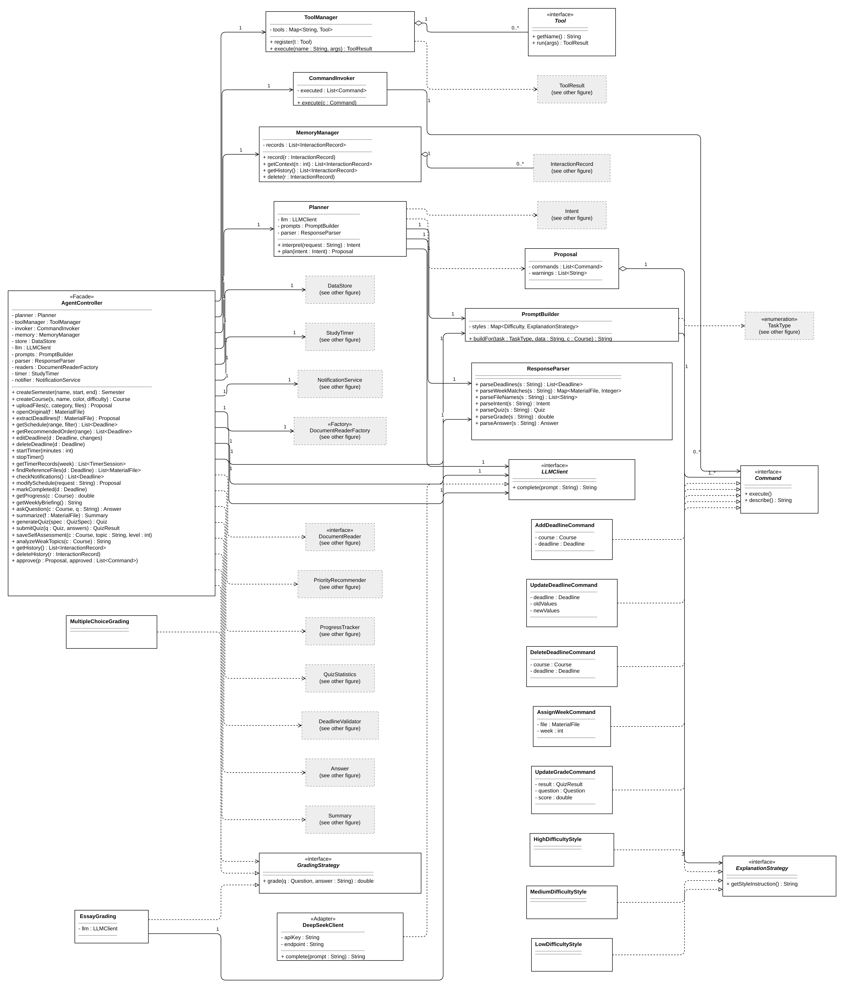 ToolManager
- tools : Map<String, Tool>
+ register(t : Tool)
+ execute(name : String, args) : ToolResult
1
1
0..*
«interface»
Tool
+ getName() : String
+ run(args) : ToolResult
CommandInvoker
- executed : List<Command>
+ execute(c : Command)
1
1
ToolResult
(see other figure)
MemoryManager
- records : List<InteractionRecord>
+ record(r : InteractionRecord)
+ getContext(n : int) : List<InteractionRecord>
+ getHistory() : List<InteractionRecord>
+ delete(r : InteractionRecord)
1
1
0..*
InteractionRecord
(see other figure)
Planner
- llm : LLMClient
- prompts : PromptBuilder
- parser : ResponseParser
+ interpret(request : String) : Intent
+ plan(intent : Intent) : Proposal
1
1
1
1
Intent
(see other figure)
Proposal
- commands : List<Command>
- warnings : List<String>
1
DataStore
(see other figure)
1
1
1
1
1
1
1
1
1
1
1
1
«Facade»
AgentController
- planner : Planner
- toolManager : ToolManager
- invoker : CommandInvoker
- memory : MemoryManager
- store : DataStore
- llm : LLMClient
- prompts : PromptBuilder
- parser : ResponseParser
- readers : DocumentReaderFactory
- timer : StudyTimer
- notifier : NotificationService
+ createSemester(name, start, end) : Semester
+ createCourse(s, name, color, difficulty) : Course
+ uploadFiles(c, category, files) : Proposal
+ openOriginal(f : MaterialFile)
+ extractDeadlines(f : MaterialFile) : Proposal
+ getSchedule(range, filter) : List<Deadline>
+ getRecommendedOrder(range) : List<Deadline>
+ editDeadline(d : Deadline, changes)
+ deleteDeadline(d : Deadline)
+ startTimer(minutes : int)
+ stopTimer()
+ getTimerRecords(week) : List<TimerSession>
+ findReferenceFiles(d : Deadline) : List<MaterialFile>
+ checkNotifications() : List<Deadline>
+ modifySchedule(request : String) : Proposal
+ markCompleted(d : Deadline)
+ getProgress(c : Course) : double
+ getWeeklyBriefing() : String
+ askQuestion(c : Course, q : String) : Answer
+ summarize(f : MaterialFile) : Summary
+ generateQuiz(spec : QuizSpec) : Quiz
+ submitQuiz(q : Quiz, answers) : QuizResult
+ saveSelfAssessment(c : Course, topic : String, level : int)
+ analyzeWeakTopics(c : Course) : String
+ getHistory() : List<InteractionRecord>
+ deleteHistory(r : InteractionRecord)
+ approve(p : Proposal, approved : List<Command>)
StudyTimer
(see other figure)
1
PromptBuilder
- styles : Map<Difficulty, ExplanationStrategy>
+ buildFor(task : TaskType, data : String, c : Course) : String
1
1
1
«enumeration»
TaskType
(see other figure)
NotificationService
(see other figure)
1
ResponseParser
+ parseDeadlines(s : String) : List<Deadline>
+ parseWeekMatches(s : String) : Map<MaterialFile, Integer>
+ parseFileNames(s : String) : List<String>
+ parseIntent(s : String) : Intent
+ parseQuiz(s : String) : Quiz
+ parseGrade(s : String) : double
+ parseAnswer(s : String) : Answer
1
1
«Factory»
DocumentReaderFactory
(see other figure)
1
«interface»
LLMClient
+ complete(prompt : String) : String
1
1
1
0..*
1..*
«interface»
Command
+ execute()
+ describe() : String
«interface»
DocumentReader
(see other figure)
AddDeadlineCommand
- course : Course
- deadline : Deadline
PriorityRecommender
(see other figure)
UpdateDeadlineCommand
- deadline : Deadline
- oldValues
- newValues
MultipleChoiceGrading
ProgressTracker
(see other figure)
DeleteDeadlineCommand
- course : Course
- deadline : Deadline
QuizStatistics
(see other figure)
AssignWeekCommand
- file : MaterialFile
- week : int
DeadlineValidator
(see other figure)
Answer
(see other figure)
UpdateGradeCommand
- result : QuizResult
- question : Question
- score : double
Summary
(see other figure)
HighDifficultyStyle
3
«interface»
GradingStrategy
+ grade(q : Question, answer : String) : double
«interface»
ExplanationStrategy
+ getStyleInstruction() : String
MediumDifficultyStyle
EssayGrading
- llm : LLMClient
1
«Adapter»
DeepSeekClient
- apiKey : String
- endpoint : String
+ complete(prompt : String) : String
LowDifficultyStyle